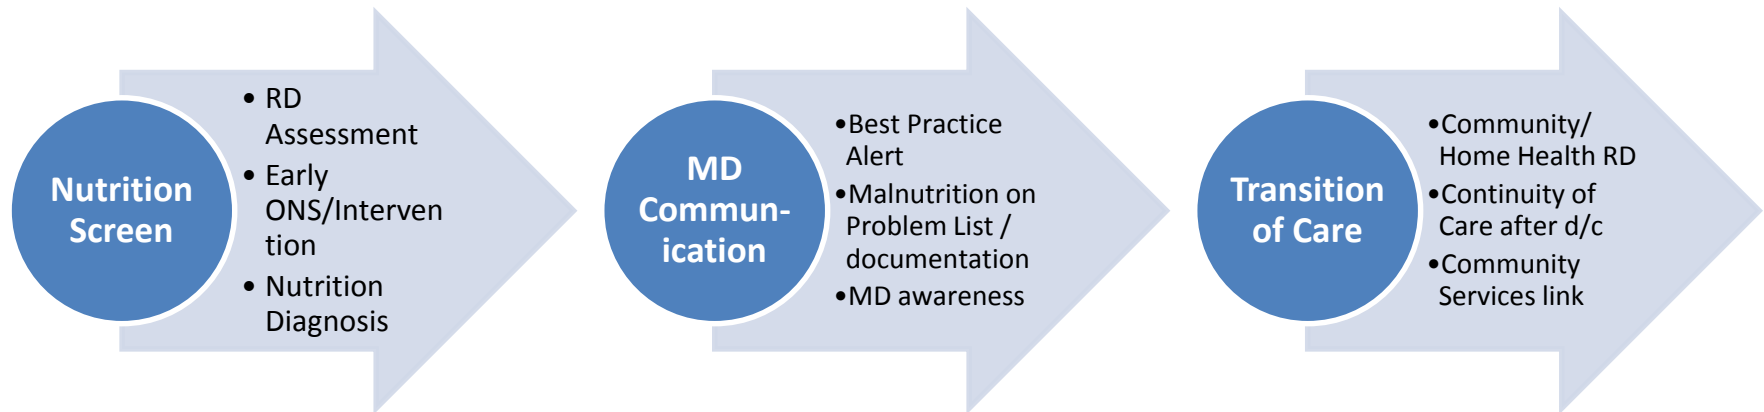 Nutrition
Screen
• RD
Assessment
• Early
ONS/Interven
tion
• Nutrition
Diagnosis
MD
Commun-
ication
•Best Practice
Alert
•Malnutrition on
Problem List /
documentation
•MD awareness
Transition
of Care
•Community/
Home Health RD
•Continuity of
Care after d/c
•Community
Services link